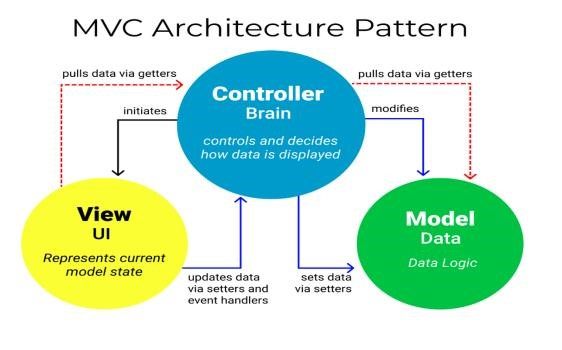 MVC Architecture Pattern
pulls data via getters
pulls data via getters
Controller
Brain
controls and decides
how data is displayed
initiates
modifies
View
UI
Represents current
model state
Model
Data
Data Logic
updates data
via setters and
event handlers
sets data
via setters